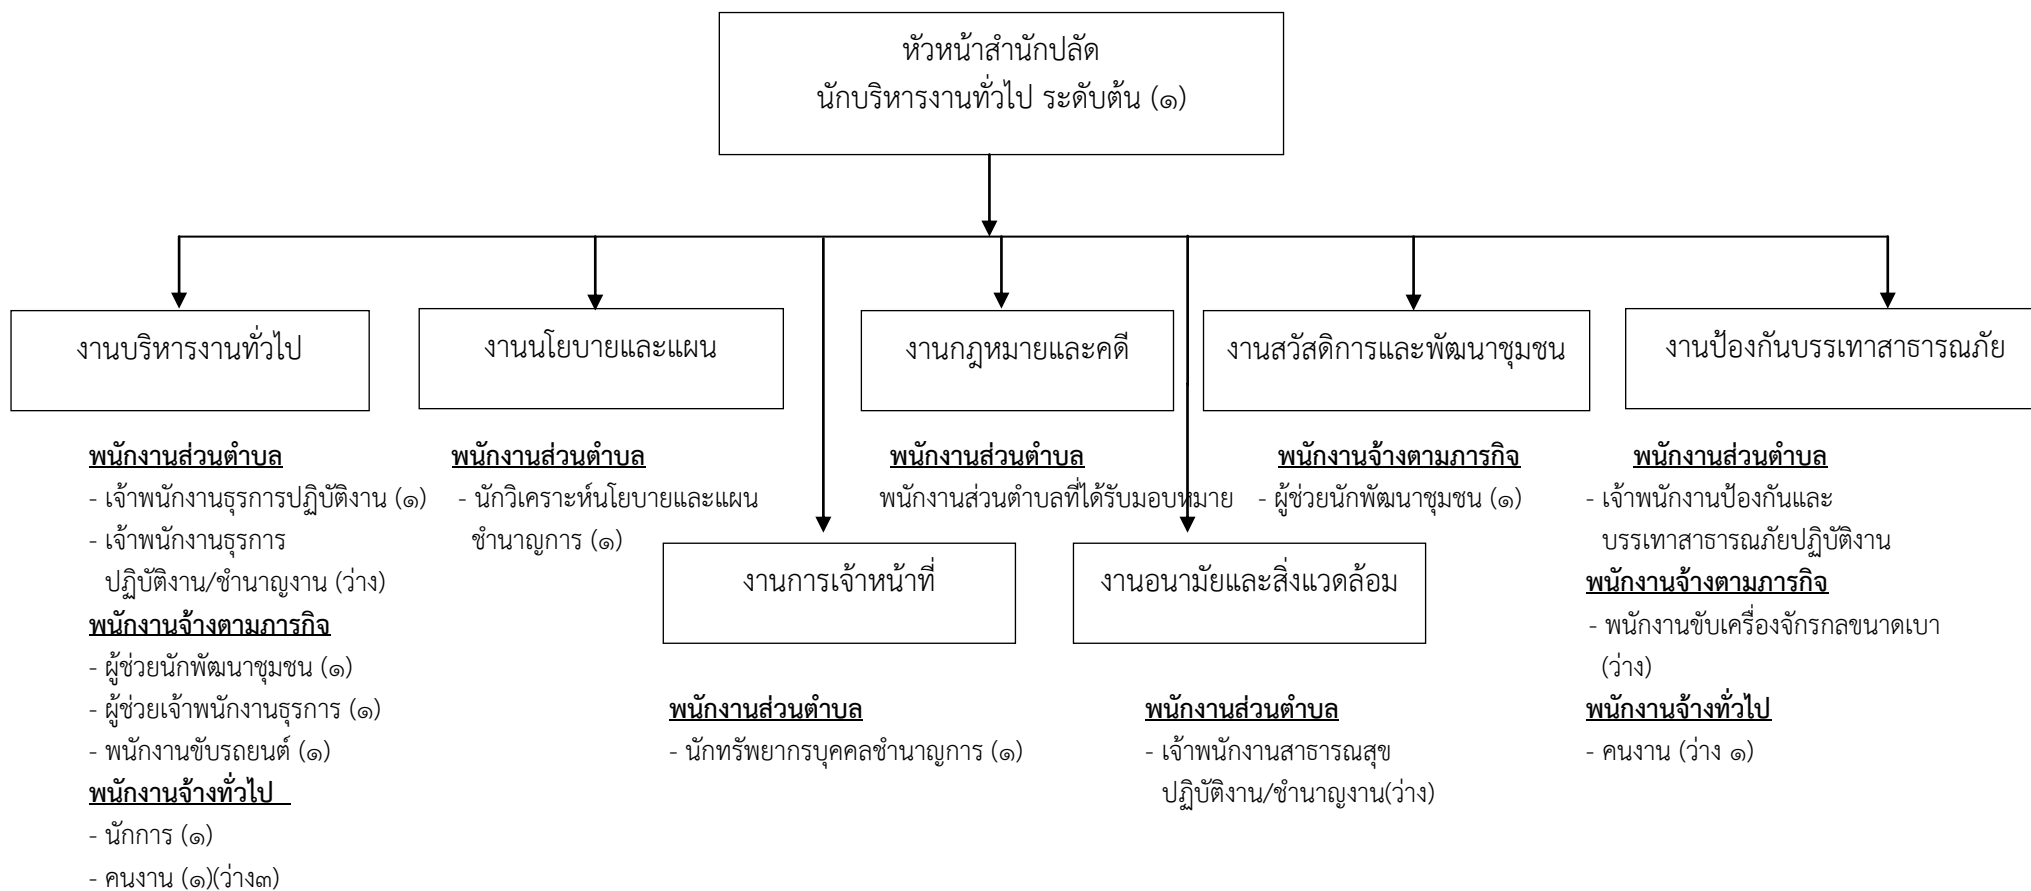 หัวหน้าสำนักปลัด
นักบริหารงานทั่วไป ระดับต้น (๑)
งานบริหารงานทั่วไป
พนักงานส่วนตำบล
- เจ้าพนักงานธุรการปฏิบัติงาน (๑)
- เจ้าพนักงานธุรการ
ปฏิบัติงาน/ชำนาญงาน (ว่าง)
พนักงานจ้างตามภารกิจ
- ผู้ช่วยนักพัฒนาชุมชน (๑)
- ผู้ช่วยเจ้าพนักงานธุรการ (๑)
- พนักงานขับรถยนต์ (๑)
พนักงานจ้างทั่วไป
- นักการ (๑)
- คนงาน (๑)(ว่าง๓)
งานนโยบายและแผน
พนักงานส่วนตำบล
- นักวิเคราะห์นโยบายและแผน
ชำนาญการ (๑)
งานการเจ้าหน้าที่
พนักงานส่วนตำบล
- นักทรัพยากรบุคคลชำนาญการ (๑)
งานกฎหมายและคดี
พนักงานส่วนตำบล
พนักงานส่วนตำบลที่ได้รับมอบหมาย
งานอนามัยและสิ่งแวดล้อม
พนักงานส่วนตำบล
- เจ้าพนักงานสาธารณสุข
ปฏิบัติงาน/ชำนาญงาน(ว่าง)
งานสวัสดิการและพัฒนาชุมชน
พนักงานจ้างตามภารกิจ
- ผู้ช่วยนักพัฒนาชุมชน (๑)
งานป้องกันบรรเทาสาธารณภัย
พนักงานส่วนตำบล
- เจ้าพนักงานป้องกันและ
บรรเทาสาธารณภัยปฏิบัติงาน
พนักงานจ้างตามภารกิจ
- พนักงานขับเครื่องจักรกลขนาดเบา
(ว่าง)
พนักงานจ้างทั่วไป
- คนงาน (ว่าง ๑)